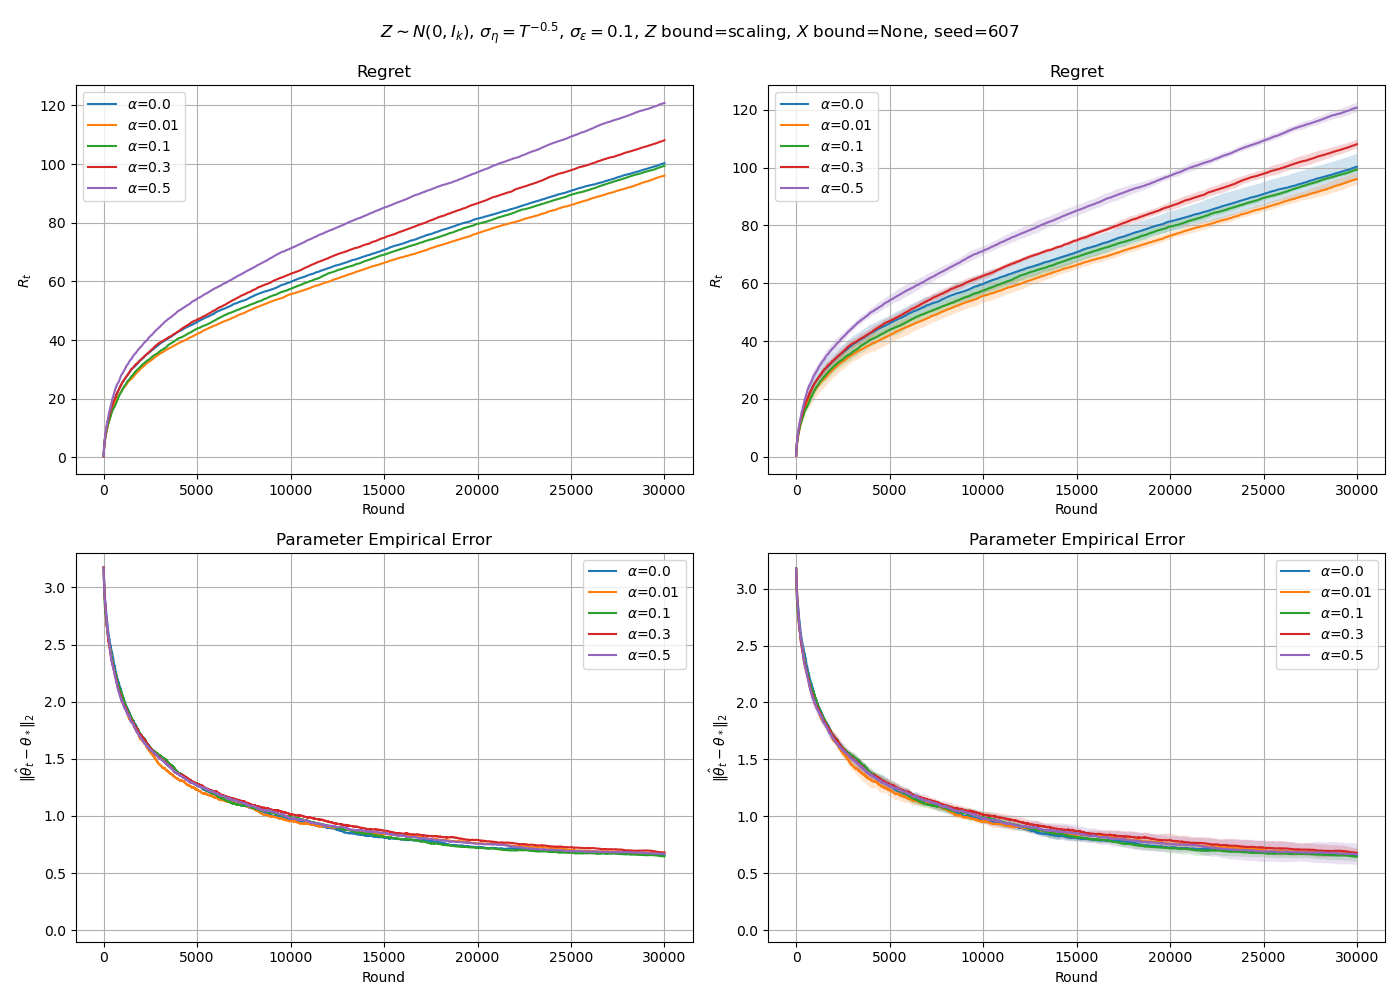 Z ∼ N(0, I_k), σ_η = T^{−0.5}, σ_ε = 0.1, Z bound=scaling, X bound=None, seed=607
Regret
R_t
120
100
80
60
40
20
0
α=0.0
α=0.01
α=0.1
α=0.3
α=0.5
0 5000 10000 15000 20000 25000 30000
Round
Regret
R_t
120
100
80
60
40
20
0
α=0.0
α=0.01
α=0.1
α=0.3
α=0.5
0 5000 10000 15000 20000 25000 30000
Round
Parameter Empirical Error
‖θ̂_t − θ_*‖_2
3.0
2.5
2.0
1.5
1.0
0.5
0.0
α=0.0
α=0.01
α=0.1
α=0.3
α=0.5
0 5000 10000 15000 20000 25000 30000
Round
Parameter Empirical Error
‖θ̂_t − θ_*‖_2
3.0
2.5
2.0
1.5
1.0
0.5
0.0
α=0.0
α=0.01
α=0.1
α=0.3
α=0.5
0 5000 10000 15000 20000 25000 30000
Round